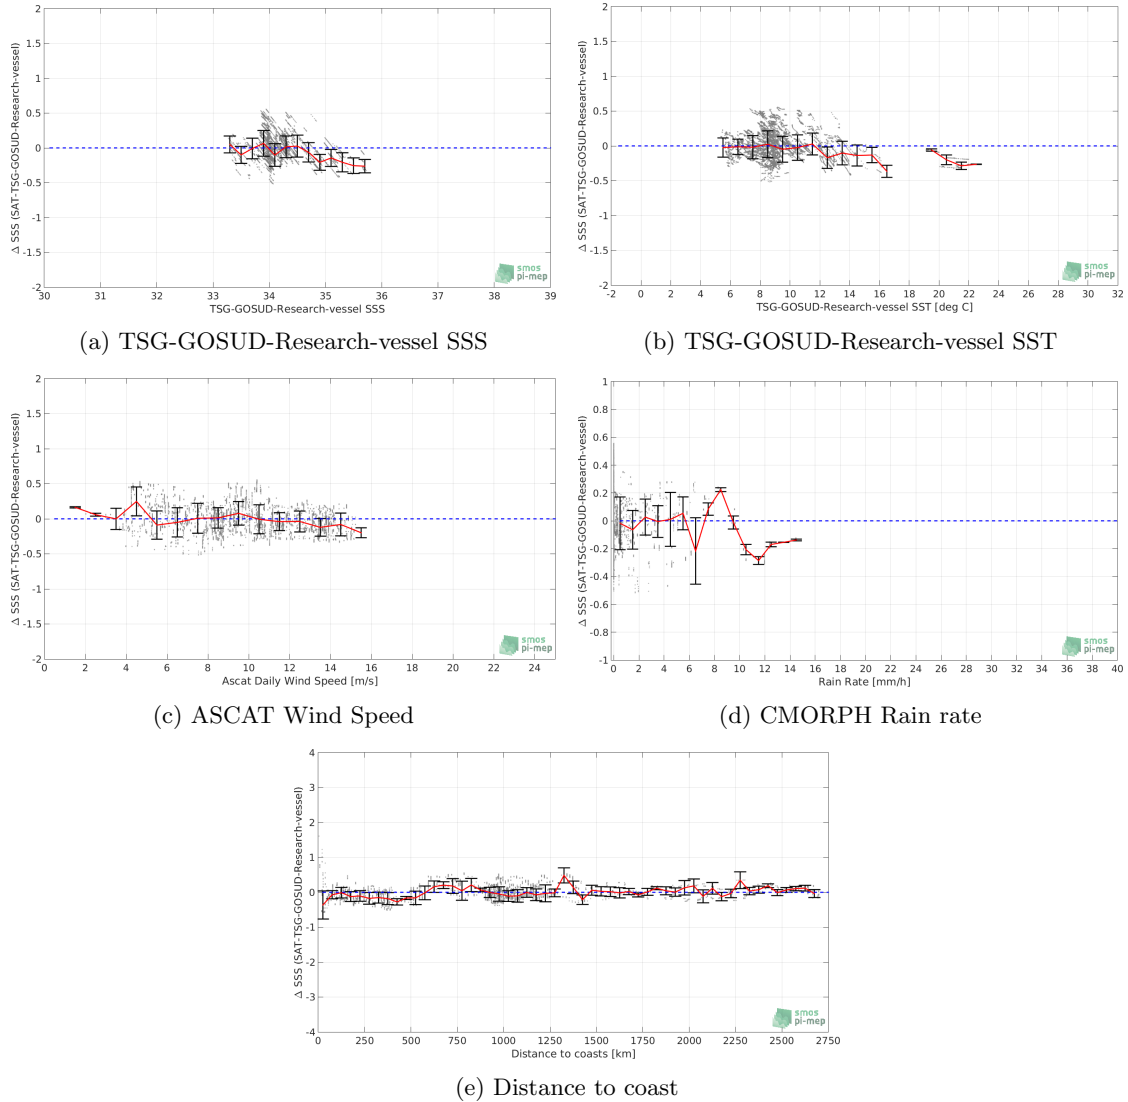 2
1.5
1
0.5
0
-0.5
-1
-1.5
-2
30 31 32 33 34 35 36 37 38 39
Δ SSS (SAT-TSG-GOSUD-Research-vessel)
TSG-GOSUD-Research-vessel SSS
smos
pi-mep
(a) TSG-GOSUD-Research-vessel SSS
2
1.5
1
0.5
0
-0.5
-1
-1.5
-2
-2 0 2 4 6 8 10 12 14 16 18 20 22 24 26 28 30 32
Δ SSS (SAT-TSG-GOSUD-Research-vessel)
TSG-GOSUD-Research-vessel SST [deg C]
smos
pi-mep
(b) TSG-GOSUD-Research-vessel SST
2
1.5
1
0.5
0
-0.5
-1
-1.5
-2
0 2 4 6 8 10 12 14 16 18 20 22 24
Δ SSS (SAT-TSG-GOSUD-Research-vessel)
Ascat Daily Wind Speed [m/s]
smos
pi-mep
(c) ASCAT Wind Speed
1
0.8
0.6
0.4
0.2
0
-0.2
-0.4
-0.6
-0.8
-1
0 2 4 6 8 10 12 14 16 18 20 22 24 26 28 30 32 34 36 38 40
Δ SSS (SAT-TSG-GOSUD-Research-vessel)
Rain Rate [mm/h]
smos
pi-mep
(d) CMORPH Rain rate
4
3
2
1
0
-1
-2
-3
-4
0 250 500 750 1000 1250 1500 1750 2000 2250 2500 2750
Δ SSS (SAT-TSG-GOSUD-Research-vessel)
Distance to coasts [km]
smos
pi-mep
(e) Distance to coast